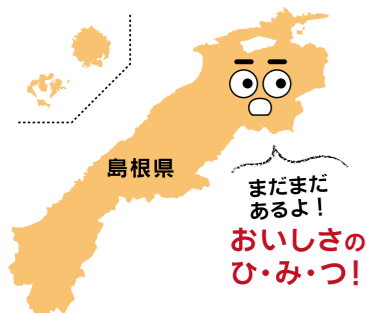 島根県
まだまだ
あるよ！
おいしさの
ひ・み・つ！